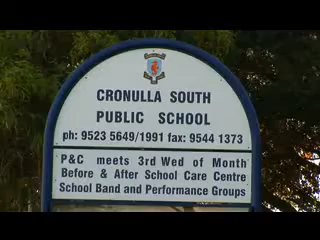 CRONULLA SOUTH
PUBLIC SCHOOL
ph: 9523 5649/1991 fax: 9544 1373
P&C meets 3rd Wed of Month
Before & After School Care Centre
School Band and Performance Groups